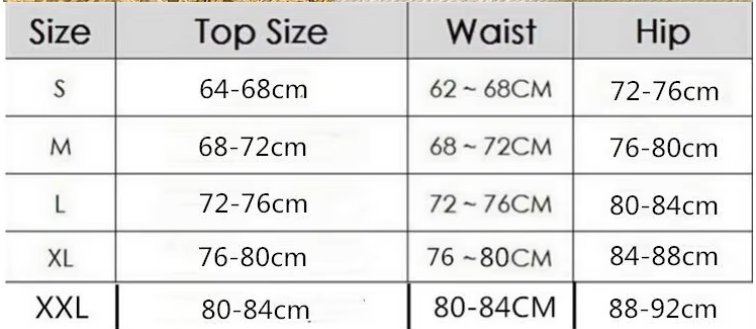 Size Top Size Waist Hip
S 64-68cm 62 ~ 68CM 72-76cm
M 68-72cm 68 ~ 72CM 76-80cm
L 72-76cm 72 ~ 76CM 80-84cm
XL 76-80cm 76 ~80CM 84-88cm
XXL 80-84cm 80-84CM 88-92cm